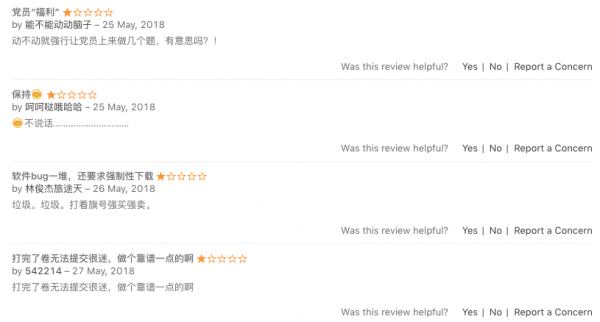 党员“福利” ★☆☆☆☆
by 能不能动动脑子 – 25 May, 2018
动不动就强行让党员上来做几个题，有意思吗？！
Was this review helpful? Yes | No | Report a Concern
保持😊 ★☆☆☆☆
by 呵呵哒哦哈哈 – 25 May, 2018
😊不说话…………………………
Was this review helpful? Yes | No | Report a Concern
软件bug一堆，还要求强制性下载 ★☆☆☆☆
by 林俊杰旅途天 – 26 May, 2018
垃圾。垃圾。打着旗号强买强卖。
Was this review helpful? Yes | No | Report a Concern
打完了卷无法提交很迷，做个靠谱一点的啊 ★☆☆☆☆
by 542214 – 27 May, 2018
打完了卷无法提交很迷，做个靠谱一点的啊
Was this review helpful? Yes | No | Report a Concern